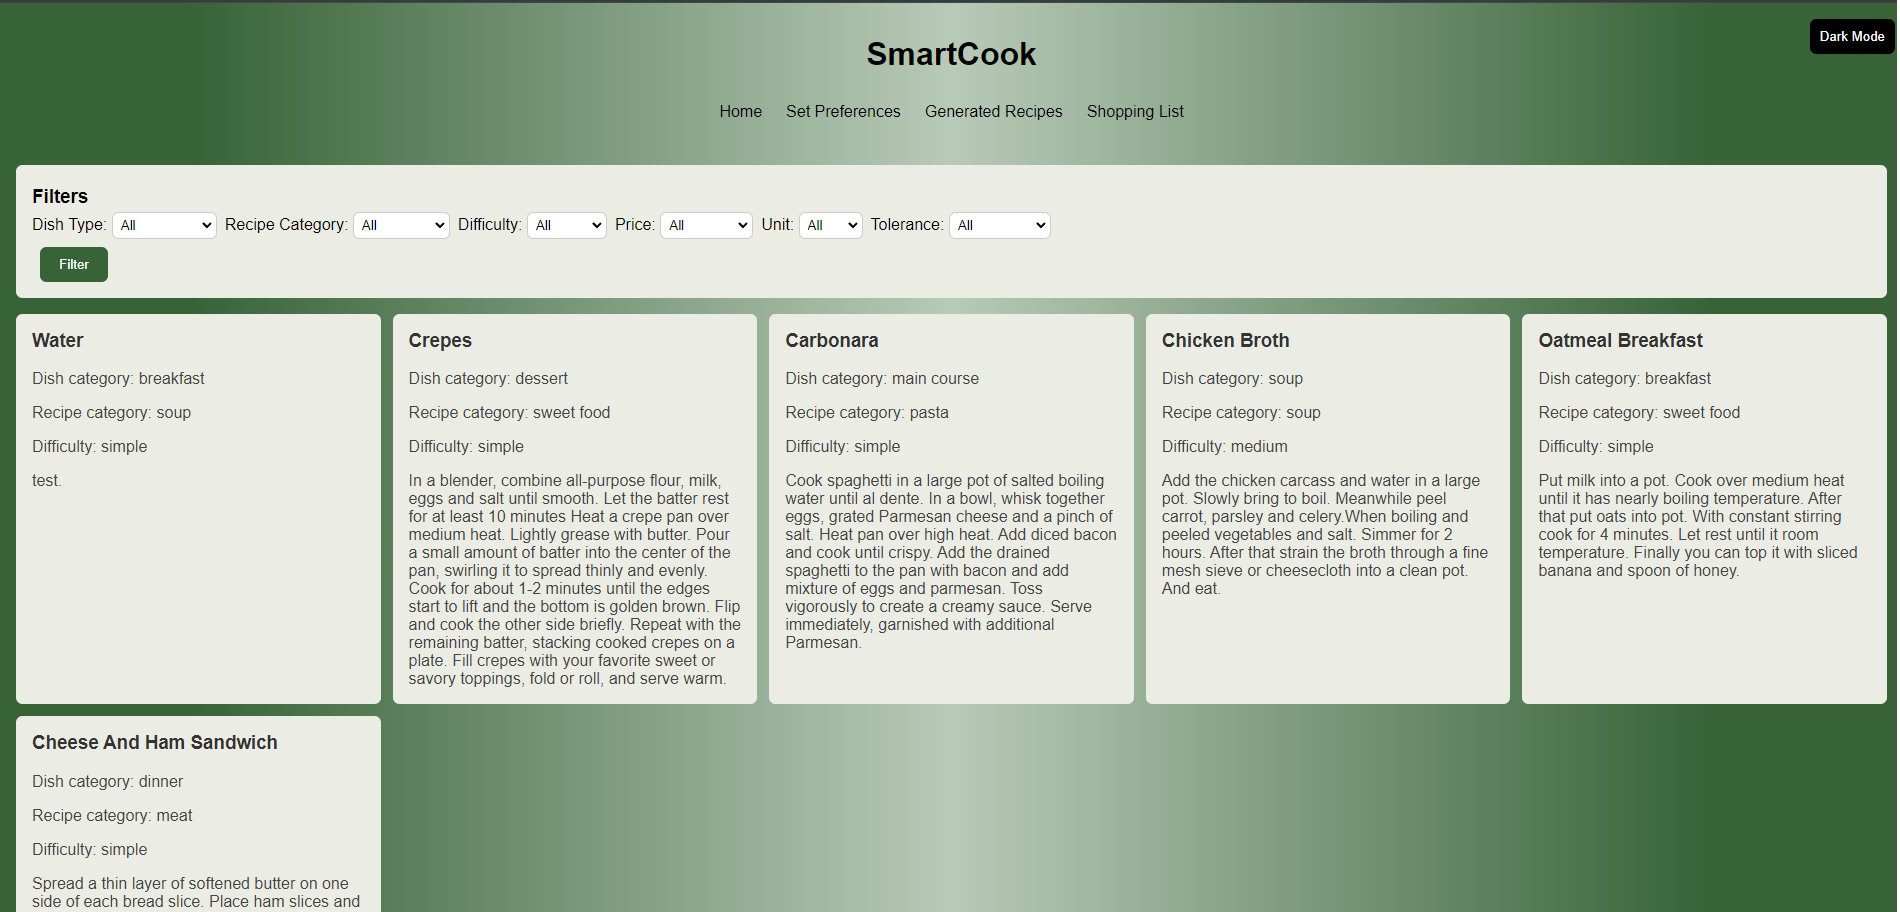 Dark Mode
SmartCook
Home Set Preferences Generated Recipes Shopping List
Filters
Dish Type: All Recipe Category: All Difficulty: All Price: All Unit: All Tolerance: All
Filter
Water
Dish category: breakfast
Recipe category: soup
Difficulty: simple
test.
Crepes
Dish category: dessert
Recipe category: sweet food
Difficulty: simple
In a blender, combine all-purpose flour, milk,
eggs and salt until smooth. Let the batter rest
for at least 10 minutes Heat a crepe pan over
medium heat. Lightly grease with butter. Pour
a small amount of batter into the center of the
pan, swirling it to spread thinly and evenly.
Cook for about 1-2 minutes until the edges
start to lift and the bottom is golden brown. Flip
and cook the other side briefly. Repeat with the
remaining batter, stacking cooked crepes on a
plate. Fill crepes with your favorite sweet or
savory toppings, fold or roll, and serve warm.
Carbonara
Dish category: main course
Recipe category: pasta
Difficulty: simple
Cook spaghetti in a large pot of salted boiling
water until al dente. In a bowl, whisk together
eggs, grated Parmesan cheese and a pinch of
salt. Heat pan over high heat. Add diced bacon
and cook until crispy. Add the drained
spaghetti to the pan with bacon and add
mixture of eggs and parmesan. Toss
vigorously to create a creamy sauce. Serve
immediately, garnished with additional
Parmesan.
Chicken Broth
Dish category: soup
Recipe category: soup
Difficulty: medium
Add the chicken carcass and water in a large
pot. Slowly bring to boil. Meanwhile peel
carrot, parsley and celery.When boiling and
peeled vegetables and salt. Simmer for 2
hours. After that strain the broth through a fine
mesh sieve or cheesecloth into a clean pot.
And eat.
Oatmeal Breakfast
Dish category: breakfast
Recipe category: sweet food
Difficulty: simple
Put milk into a pot. Cook over medium heat
until it has nearly boiling temperature. After
that put oats into pot. With constant stirring
cook for 4 minutes. Let rest until it room
temperature. Finally you can top it with sliced
banana and spoon of honey.
Cheese And Ham Sandwich
Dish category: dinner
Recipe category: meat
Difficulty: simple
Spread a thin layer of softened butter on one
side of each bread slice. Place ham slices and